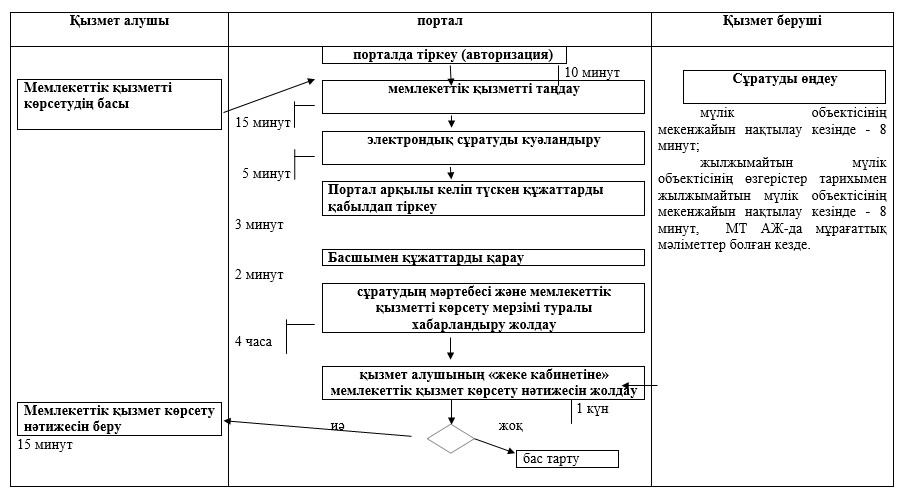 Қызмет алушы
портал
Қызмет беруші
порталда тіркеу (авторизация)
10 минут
Мемлекеттік қызметті
көрсетудің басы
мемлекеттік қызметті таңдау
15 минут
электрондық сұратуды куәландыру
5 минут
Портал арқылы келіп түскен құжаттарды
қабылдап тіркеу
3 минут
Басшымен құжаттарды қарау
2 минут
сұратудың мәртебесі және мемлекеттік
қызметті көрсету мерзімі туралы
хабарландыру жолдау
4 часа
қызмет алушының «жеке кабинетіне»
мемлекеттік қызмет көрсету нәтижесін жолдау
1 күн
Мемлекеттік қызмет көрсету
нәтижесін беру
15 минут
иә
жоқ
бас тарту
Сұратуды өңдеу
мүлік объектісінің
мекенжайын нақтылау кезінде - 8
минут;
жылжымайтын мүлік
объектісінің өзгерістер тарихымен
жылжымайтын мүлік объектісінің
мекенжайын нақтылау кезінде - 8
минут, МТ АЖ-да мұрағаттық
мәліметтер болған кезде.